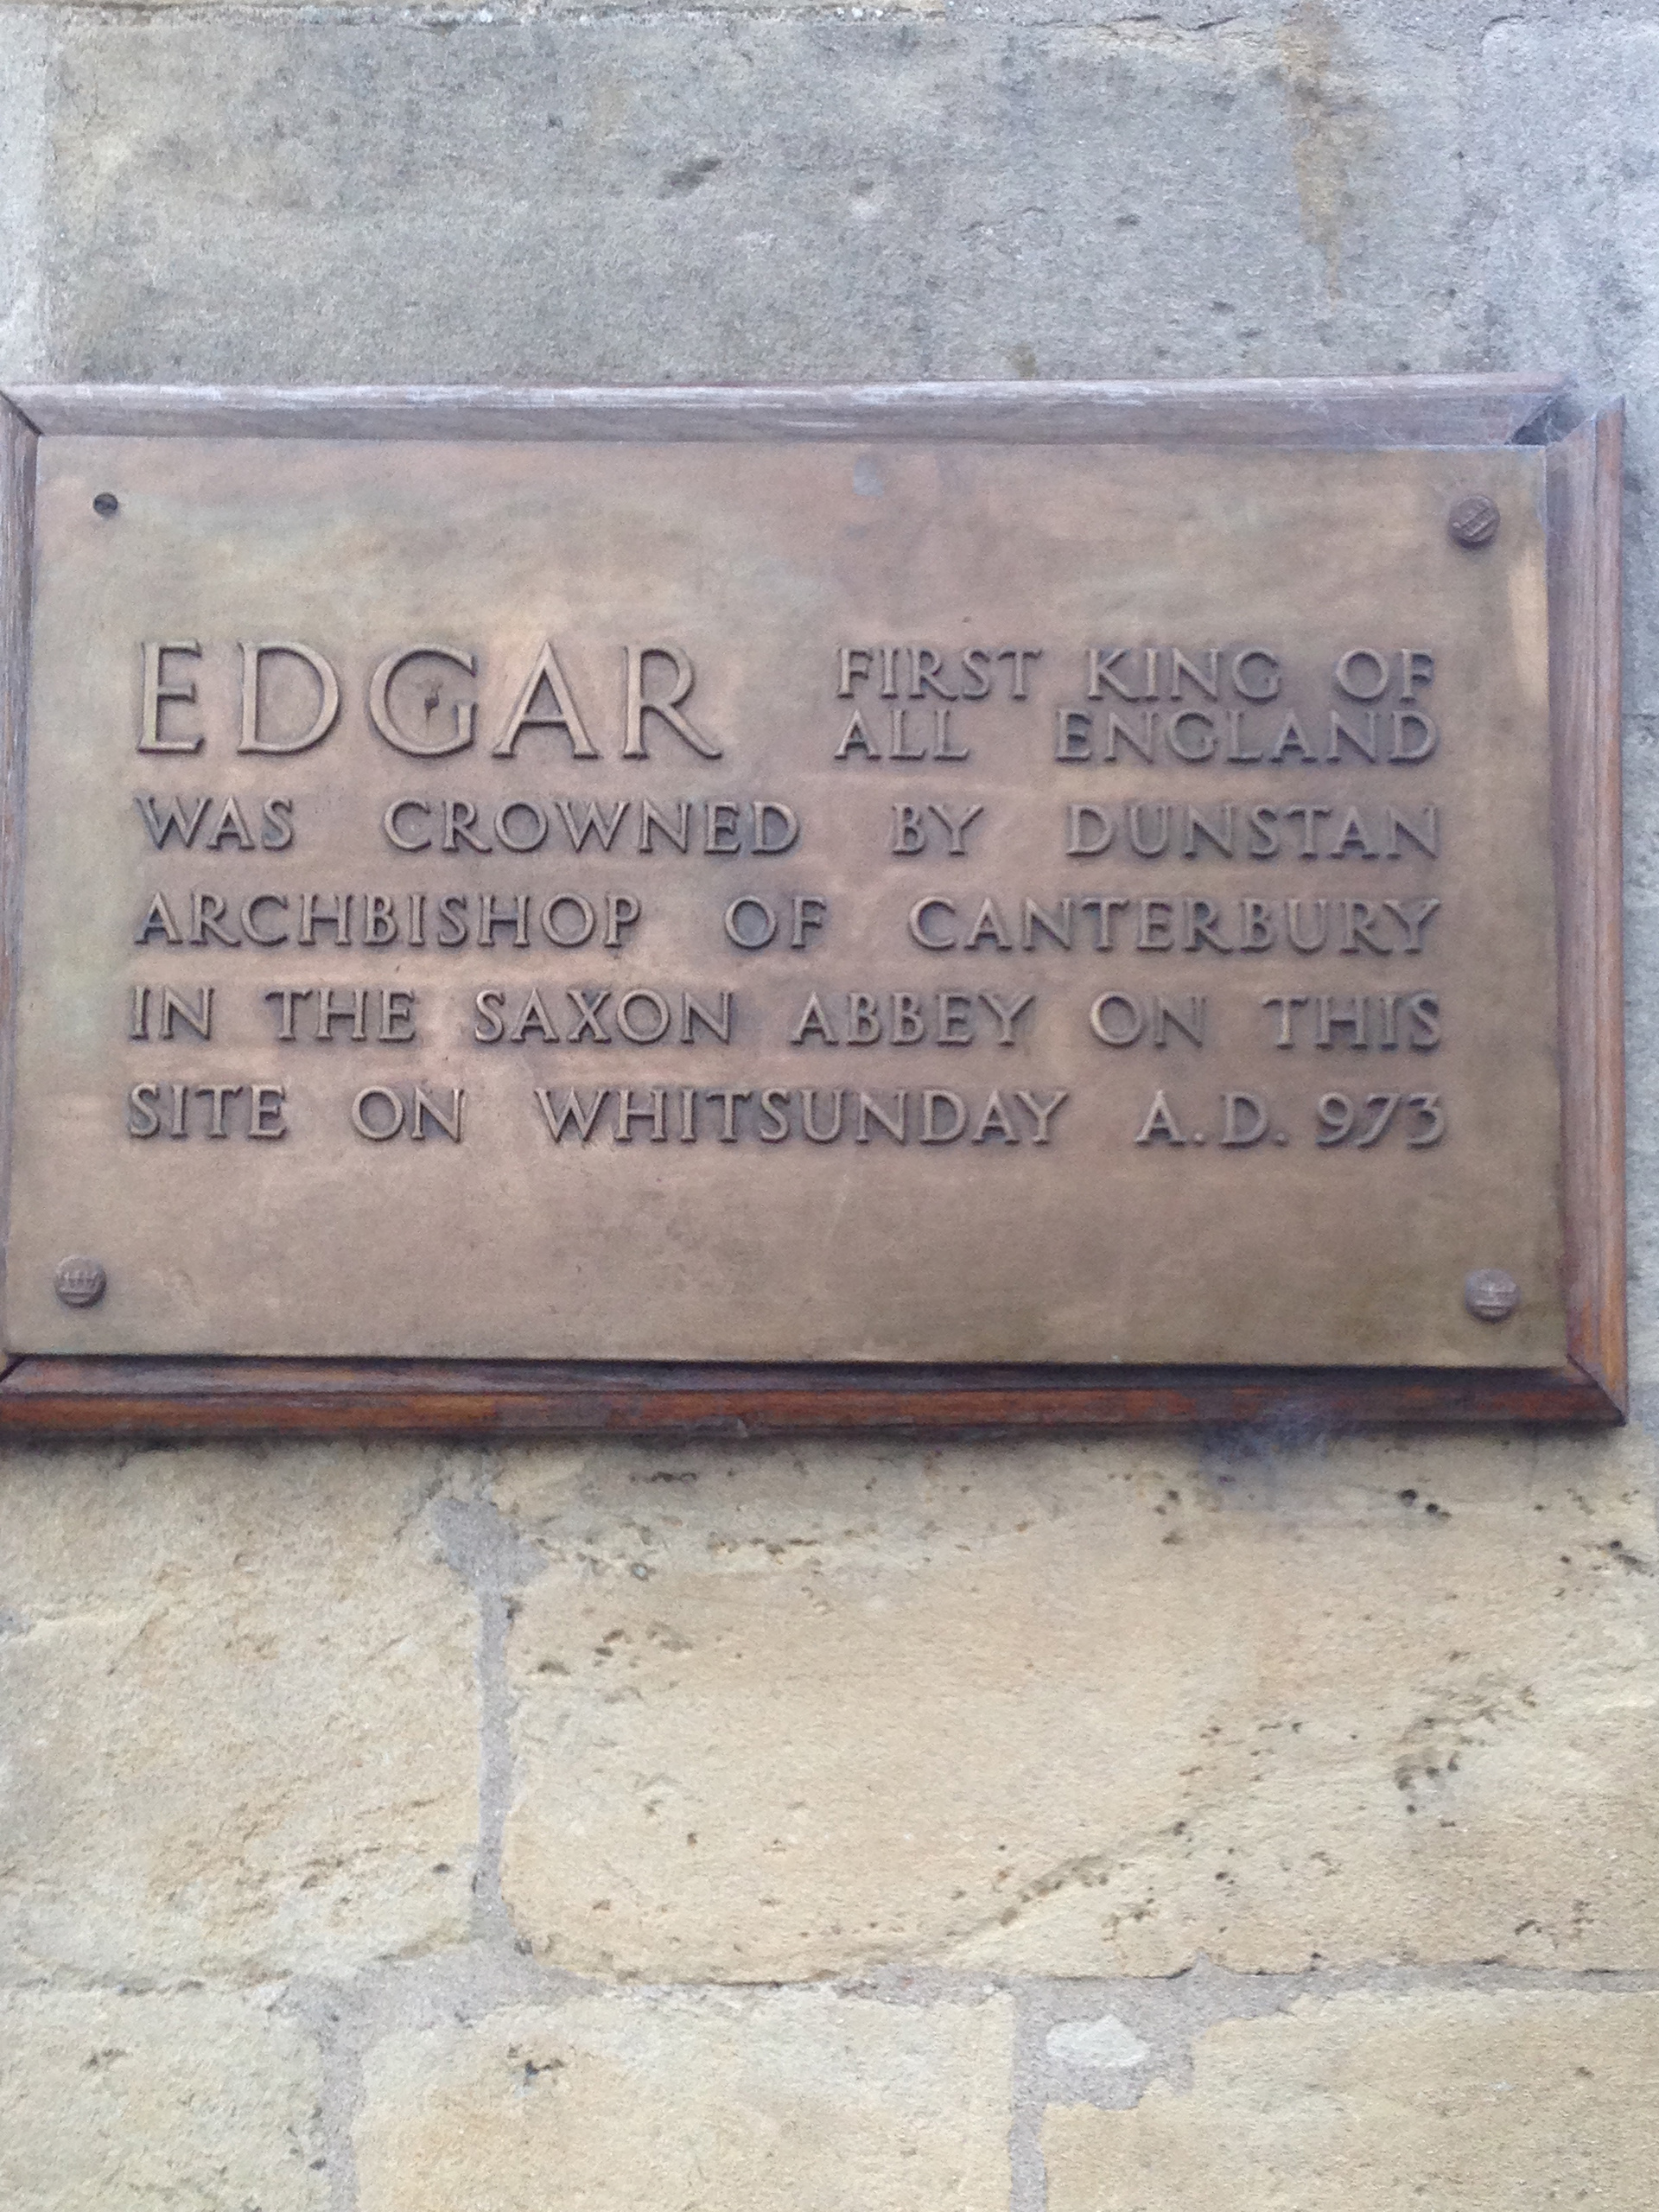 EDGAR FIRST KING OF
ALL ENGLAND
WAS CROWNED BY DUNSTAN
ARCHBISHOP OF CANTERBURY
IN THE SAXON ABBEY ON THIS
SITE ON WHITSUNDAY A.D. 973